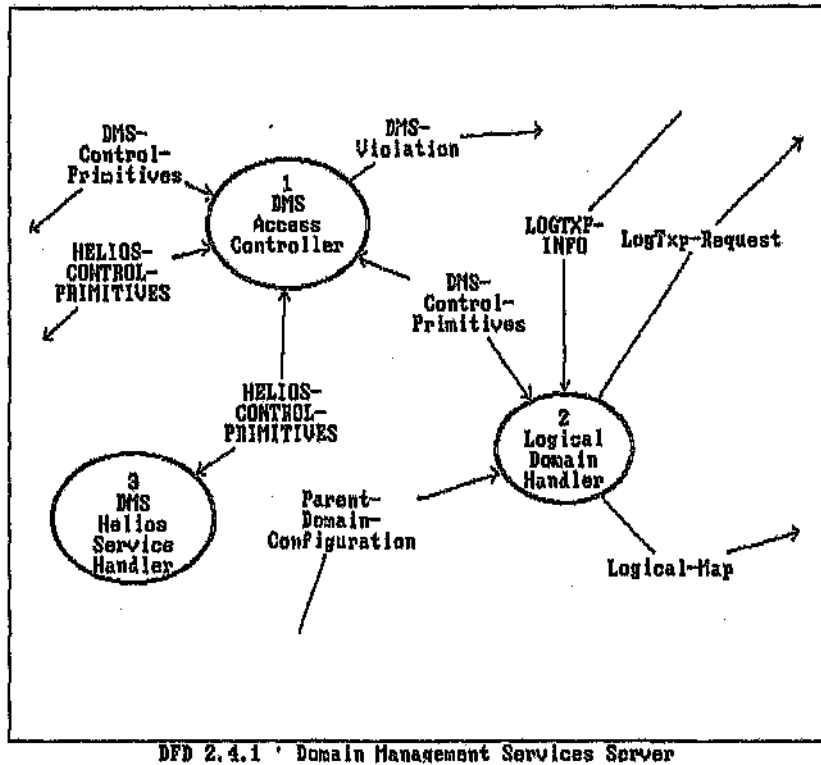 DMS-
Control-
Primitives
DMS-
Violation
1
DMS
Access
Controller
HELIOS-
CONTROL-
PRIMITIVES
LOGTXP-
INFO
LogTxp-Request
DMS-
Control-
Primitives
HELIOS-
CONTROL-
PRIMITIVES
2
Logical
Domain
Handler
3
DMS
Helios
Service
Handler
Parent-
Domain-
Configuration
Logical-Map
DFD 2.4.1 ' Domain Management Services Server